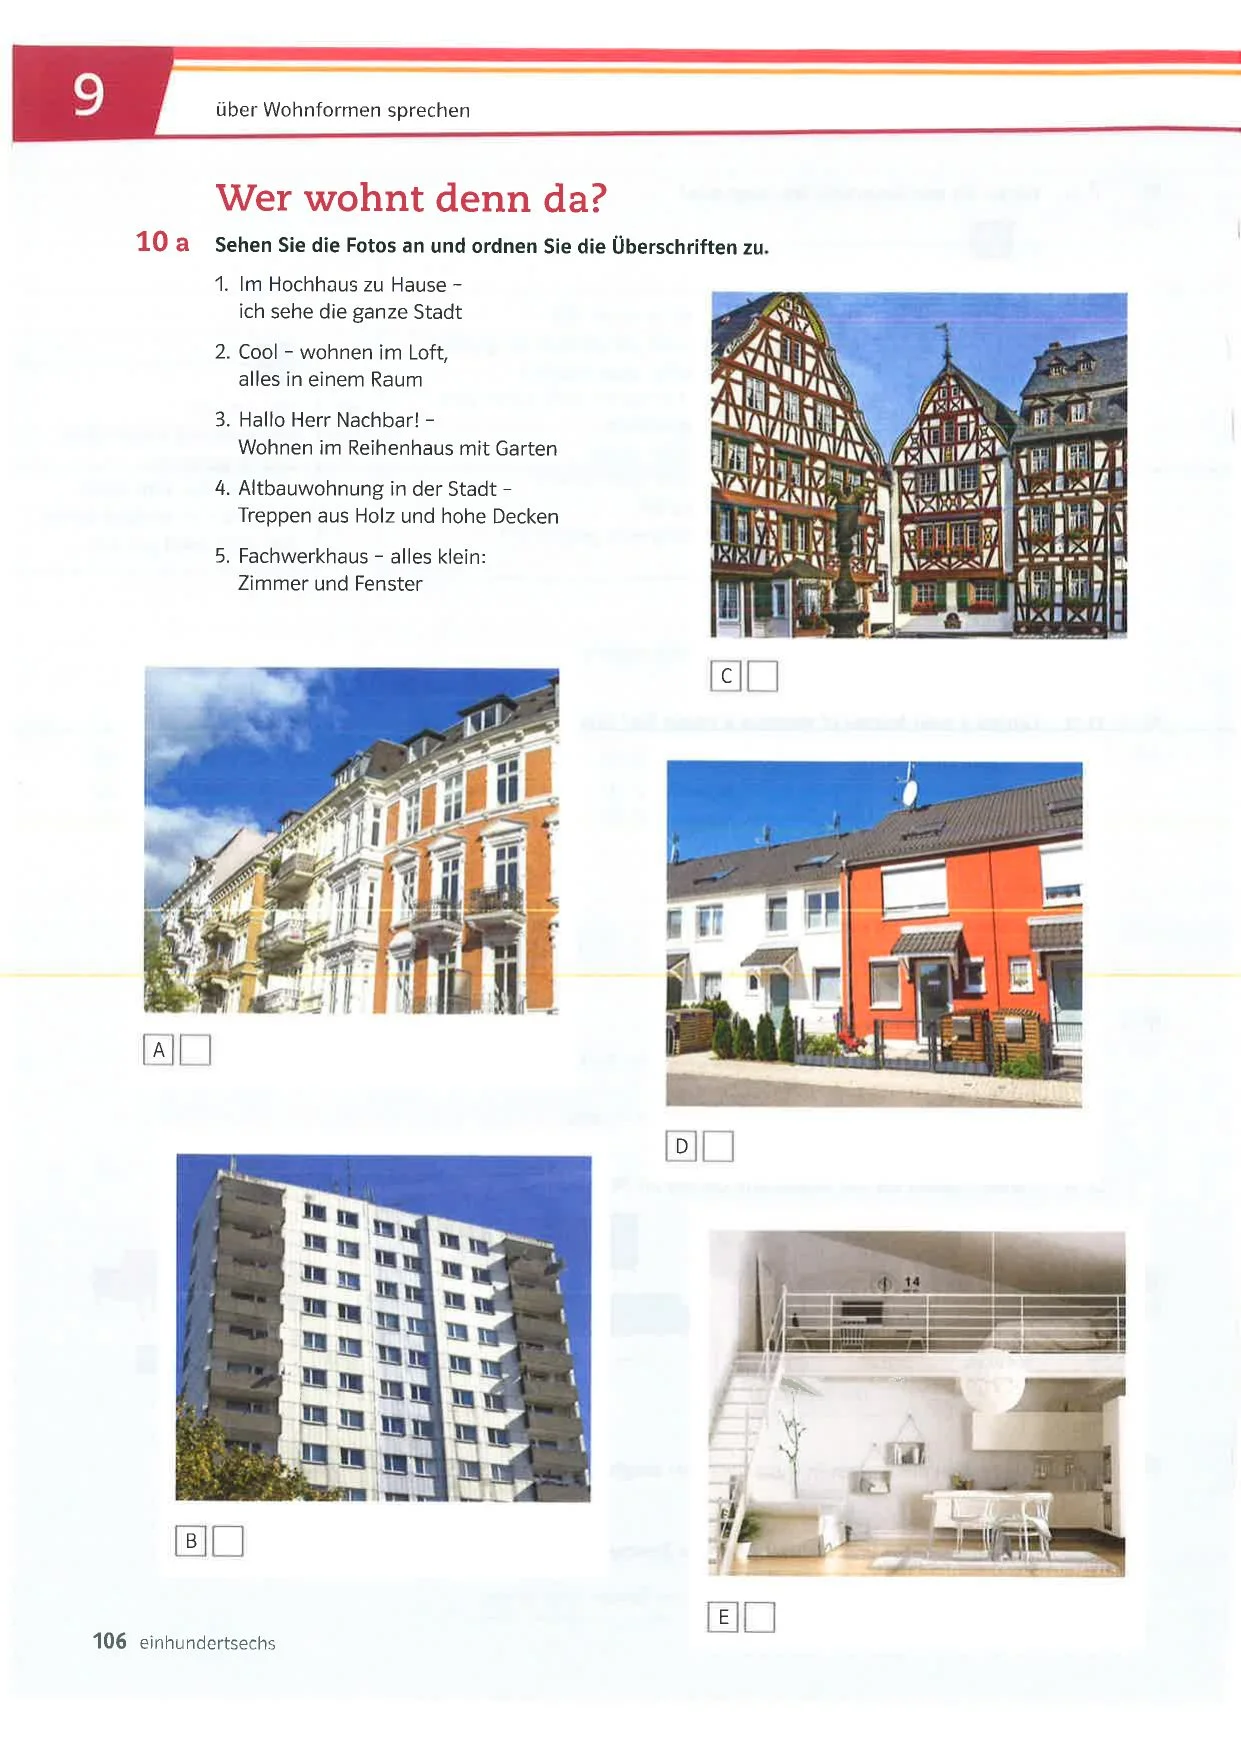 9
über Wohnformen sprechen
Wer wohnt denn da?
10 a Sehen Sie die Fotos an und ordnen Sie die Überschriften zu.
1. Im Hochhaus zu Hause –
ich sehe die ganze Stadt
2. Cool – wohnen im Loft,
alles in einem Raum
3. Hallo Herr Nachbar! –
Wohnen im Reihenhaus mit Garten
4. Altbauwohnung in der Stadt –
Treppen aus Holz und hohe Decken
5. Fachwerkhaus – alles klein:
Zimmer und Fenster
C
A
D
14
B
E
106 einhundertsechs